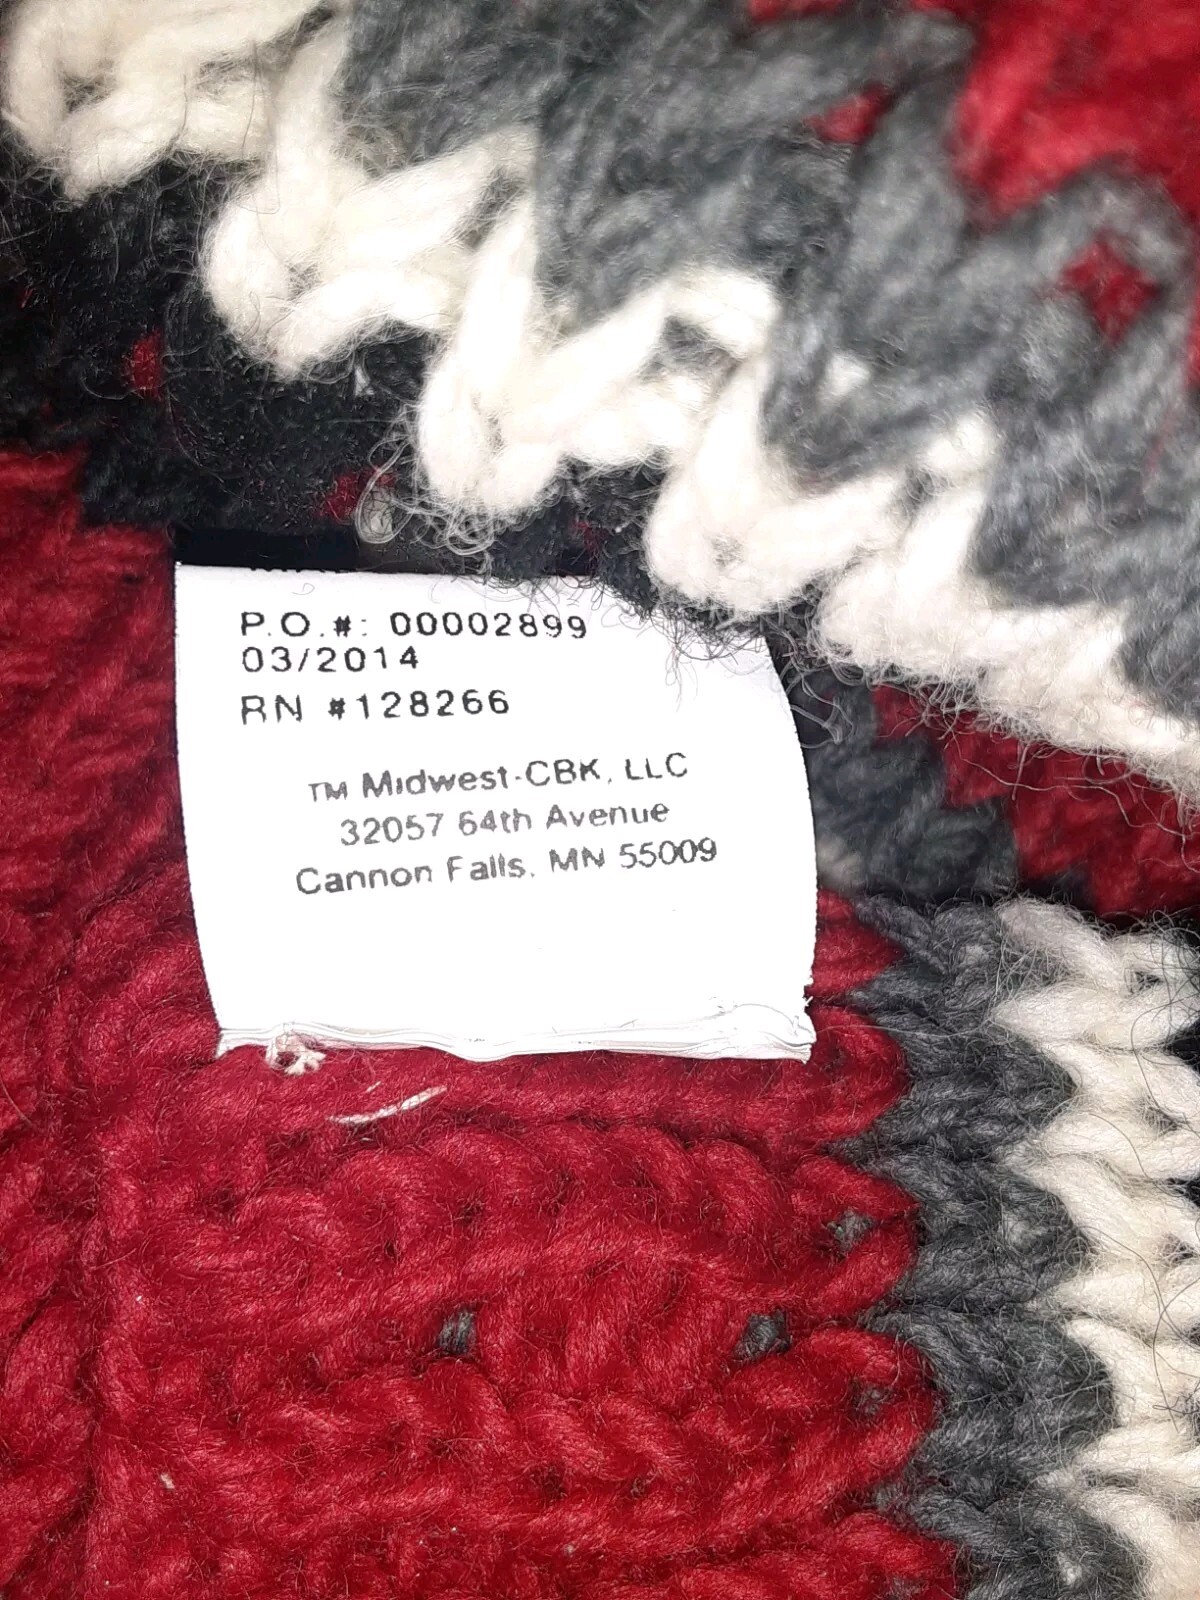 P.O.#: 00002899
03/2014
RN #128266
TM Midwest-CBK, LLC
32057 64th Avenue
Cannon Falls, MN 55009